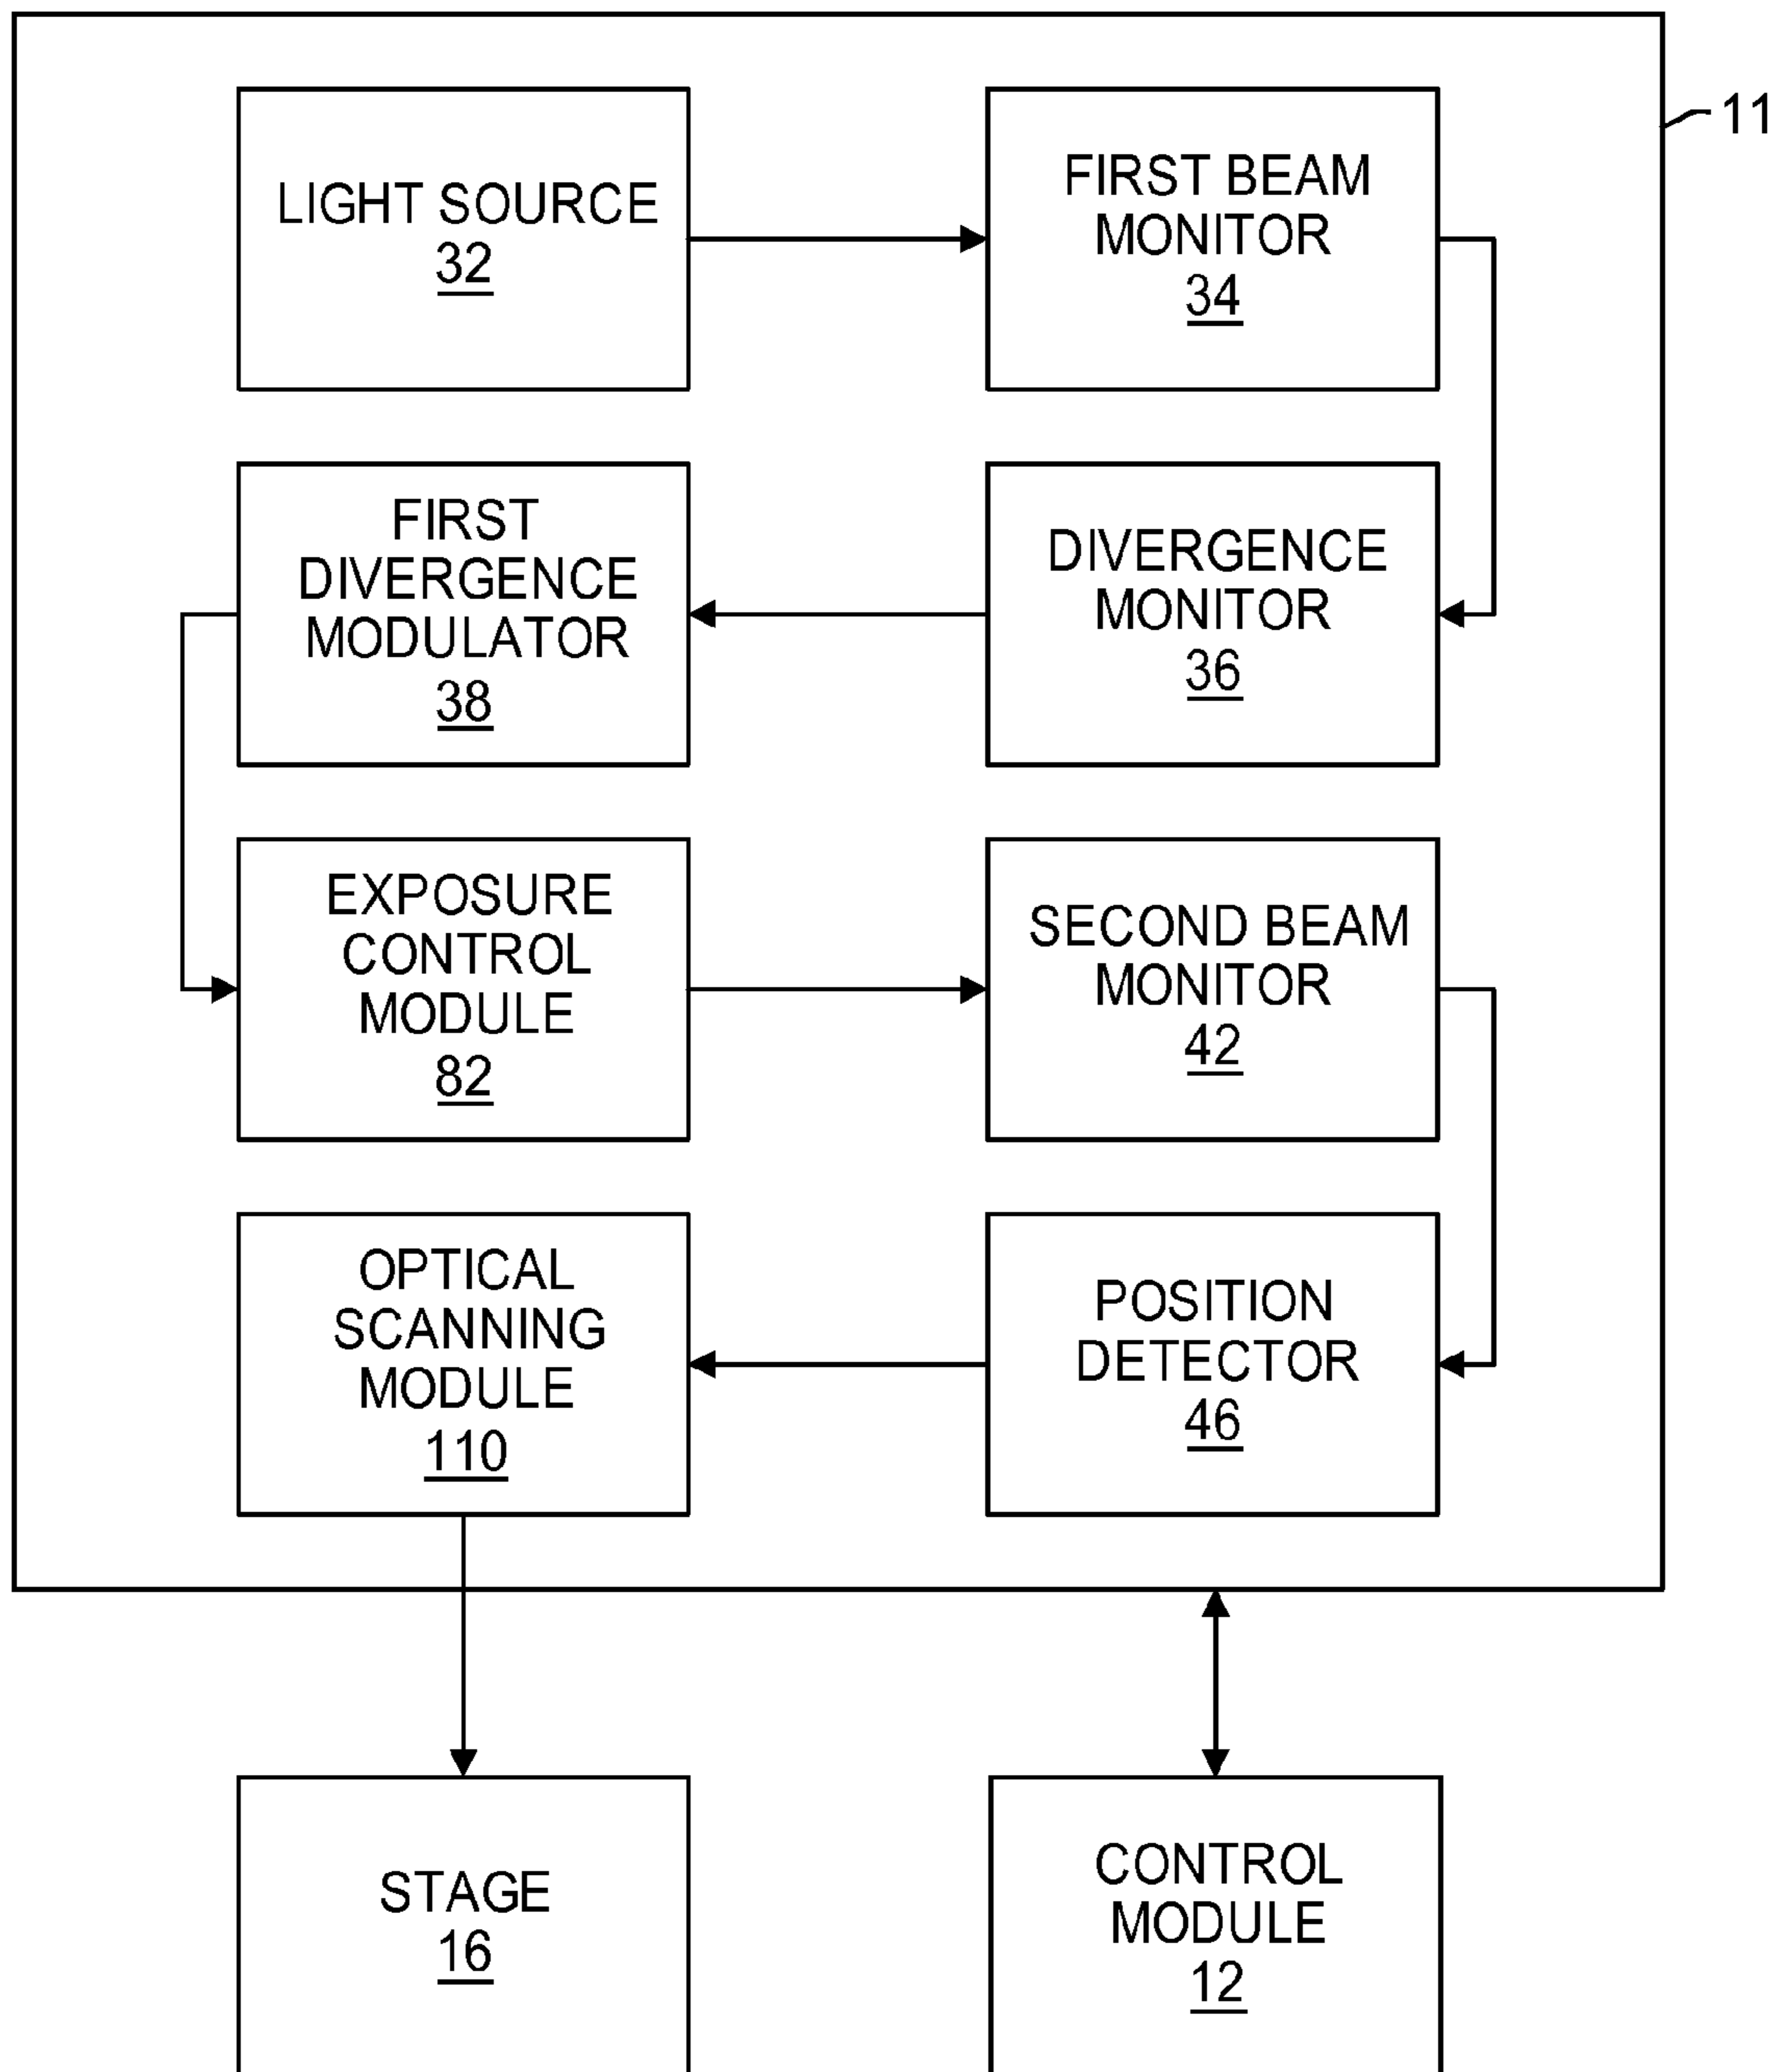 11
LIGHT SOURCE
32
FIRST BEAM
MONITOR
34
FIRST
DIVERGENCE
MODULATOR
38
DIVERGENCE
MONITOR
36
EXPOSURE
CONTROL
MODULE
82
SECOND BEAM
MONITOR
42
OPTICAL
SCANNING
MODULE
110
POSITION
DETECTOR
46
STAGE
16
CONTROL
MODULE
12